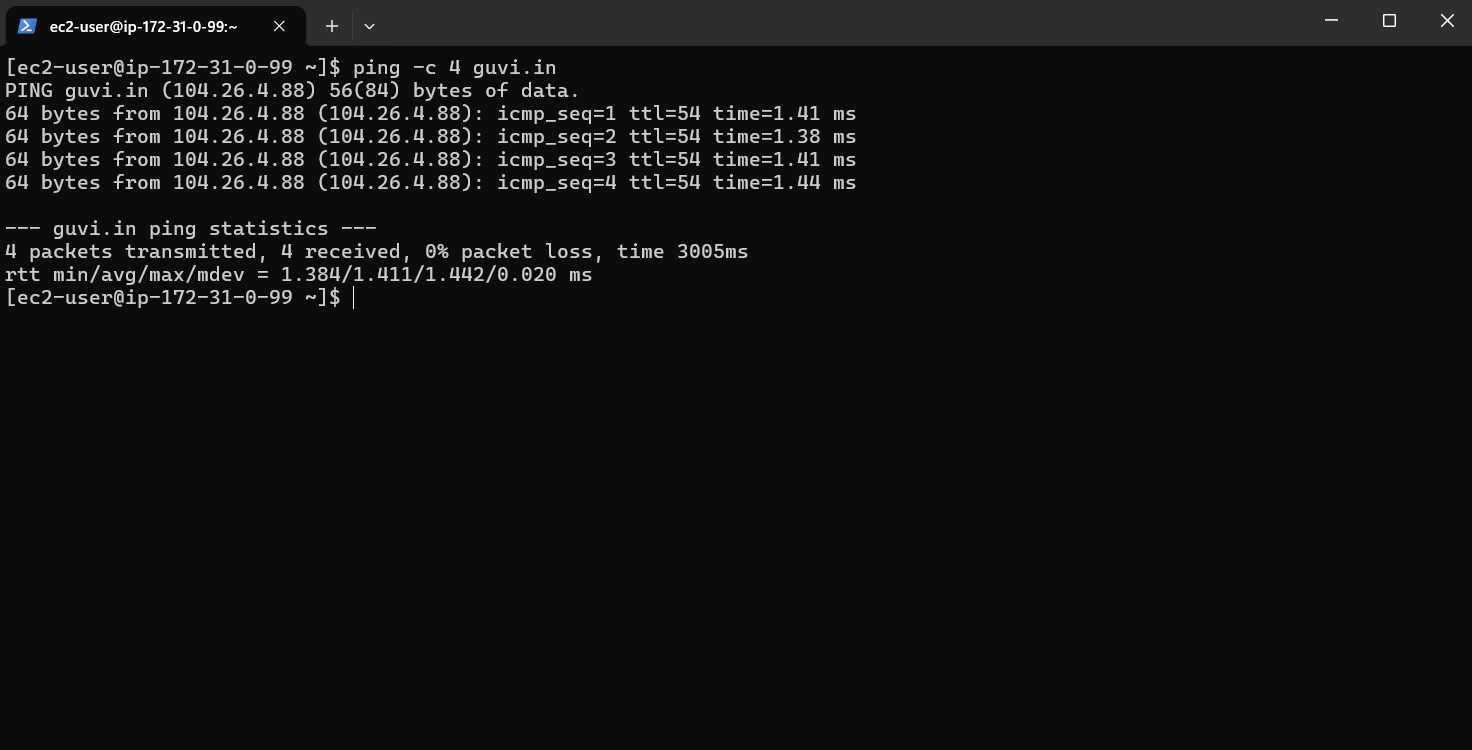 ec2-user@ip-172-31-0-99:~
[ec2-user@ip-172-31-0-99 ~]$ ping -c 4 guvi.in
PING guvi.in (104.26.4.88) 56(84) bytes of data.
64 bytes from 104.26.4.88 (104.26.4.88): icmp_seq=1 ttl=54 time=1.41 ms
64 bytes from 104.26.4.88 (104.26.4.88): icmp_seq=2 ttl=54 time=1.38 ms
64 bytes from 104.26.4.88 (104.26.4.88): icmp_seq=3 ttl=54 time=1.41 ms
64 bytes from 104.26.4.88 (104.26.4.88): icmp_seq=4 ttl=54 time=1.44 ms
--- guvi.in ping statistics ---
4 packets transmitted, 4 received, 0% packet loss, time 3005ms
rtt min/avg/max/mdev = 1.384/1.411/1.442/0.020 ms
[ec2-user@ip-172-31-0-99 ~]$